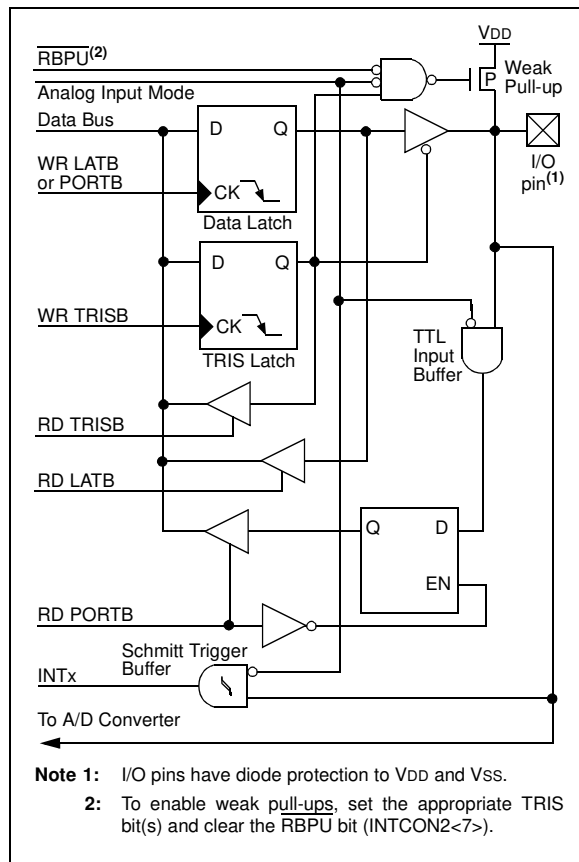 VDD
RBPU(2)
Weak
Pull-up
P
Analog Input Mode
Data Bus
D
Q
I/O
pin(1)
WR LATB
or PORTB
CK
Data Latch
D
Q
WR TRISB
CK
TRIS Latch
TTL
Input
Buffer
RD TRISB
RD LATB
Q
D
EN
RD PORTB
Schmitt Trigger
Buffer
INTx
To A/D Converter
Note 1: I/O pins have diode protection to VDD and VSS.
2: To enable weak pull-ups, set the appropriate TRIS
bit(s) and clear the RBPU bit (INTCON2<7>).